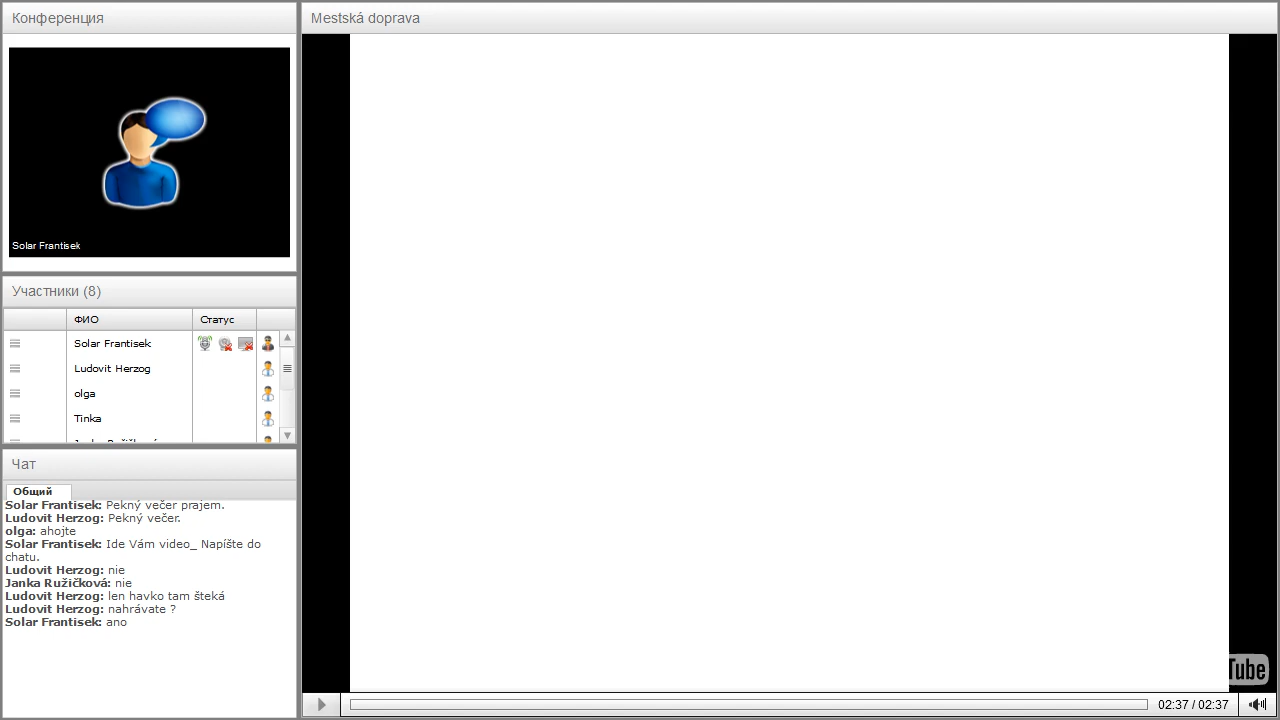 Конференция
Mestská doprava
Solar Frantisek
Участники (8)
ФИО Статус
Solar Frantisek
Ludovit Herzog
olga
Tinka
Чат
Общий
Solar Frantisek: Pekný večer prajem.
Ludovit Herzog: Pekný večer.
olga: ahojte
Solar Frantisek: Ide Vám video_ Napíšte do
chatu.
Ludovit Herzog: nie
Janka Ružičková: nie
Ludovit Herzog: len havko tam šteká
Ludovit Herzog: nahrávate ?
Solar Frantisek: ano
Tube
02:37 / 02:37